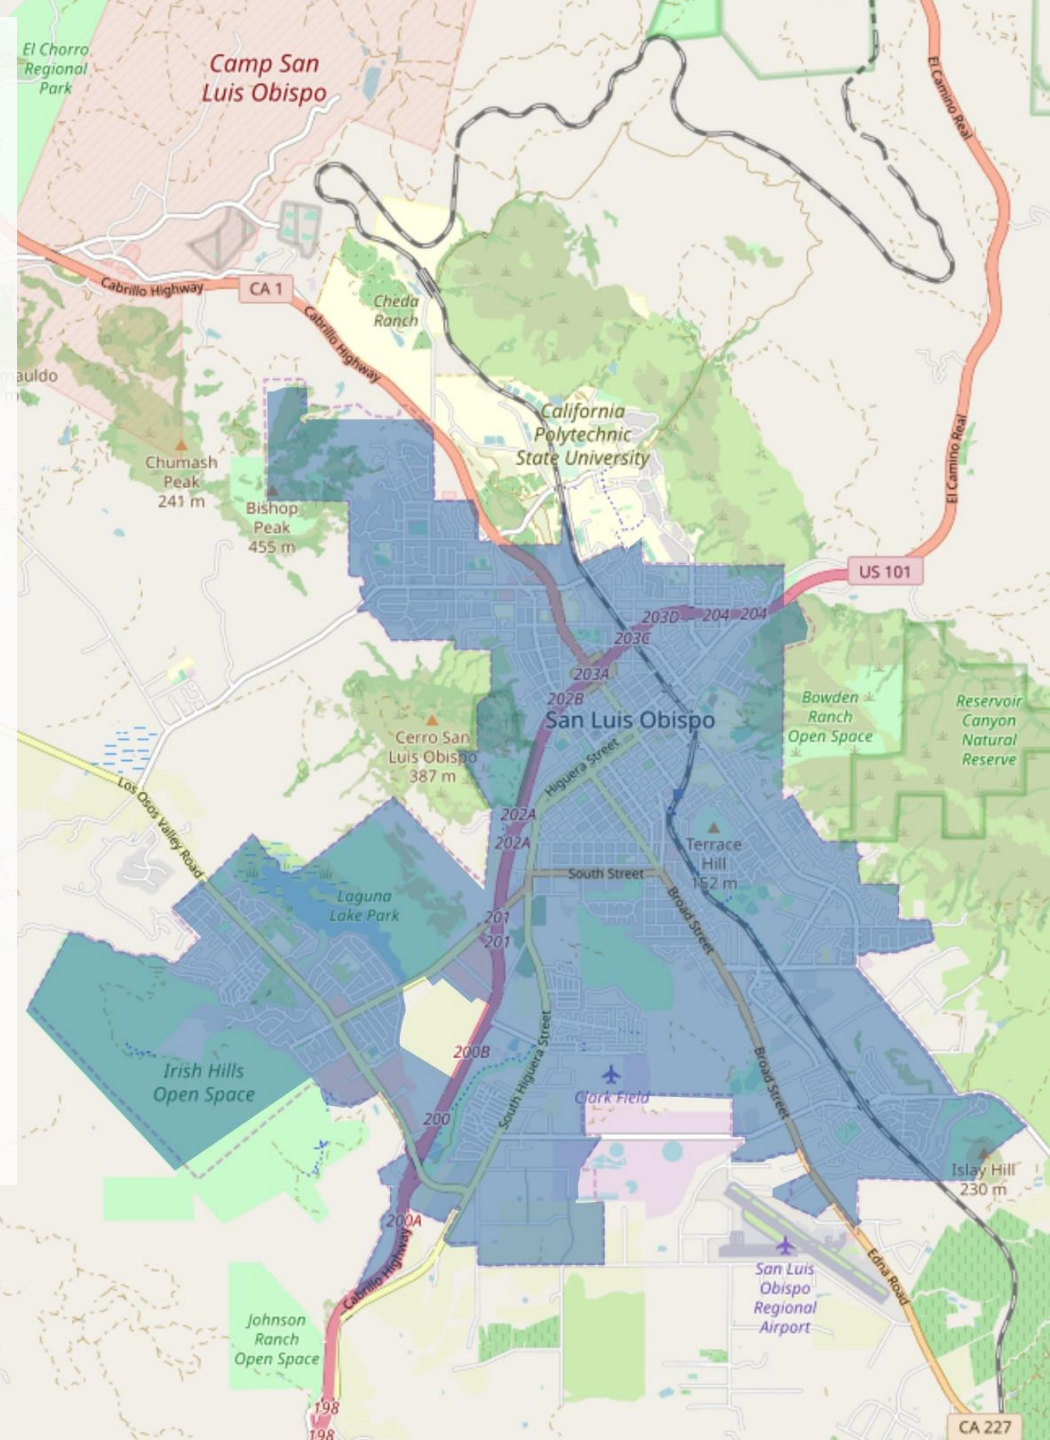 El Chorro
Regional
Park
Camp San
Luis Obispo
El Camino Real
Cabrillo Highway
CA 1
Cabrillo Highway
Cheda
Ranch
California
Polytechnic
State University
El Camino Real
Chumash
Peak
241 m
Bishop
Peak
455 m
US 101
203D
204
204
203C
203A
202B
San Luis Obispo
Bowden
Ranch
Open Space
Reservoir
Canyon
Natural
Reserve
Cerro San
Luis Obispo
387 m
Higuera Street
Los Osos Valley Road
202A
202A
Terrace
Hill
152 m
South Street
Laguna
Lake Park
Broad Street
201
201
200B
South Higuera Street
Irish Hills
Open Space
Clark Field
Broad Street
200
Islay Hill
230 m
200A
Cabrillo Highway
San Luis
Obispo
Regional
Airport
Edna Road
Johnson
Ranch
Open Space
198
198
CA 227